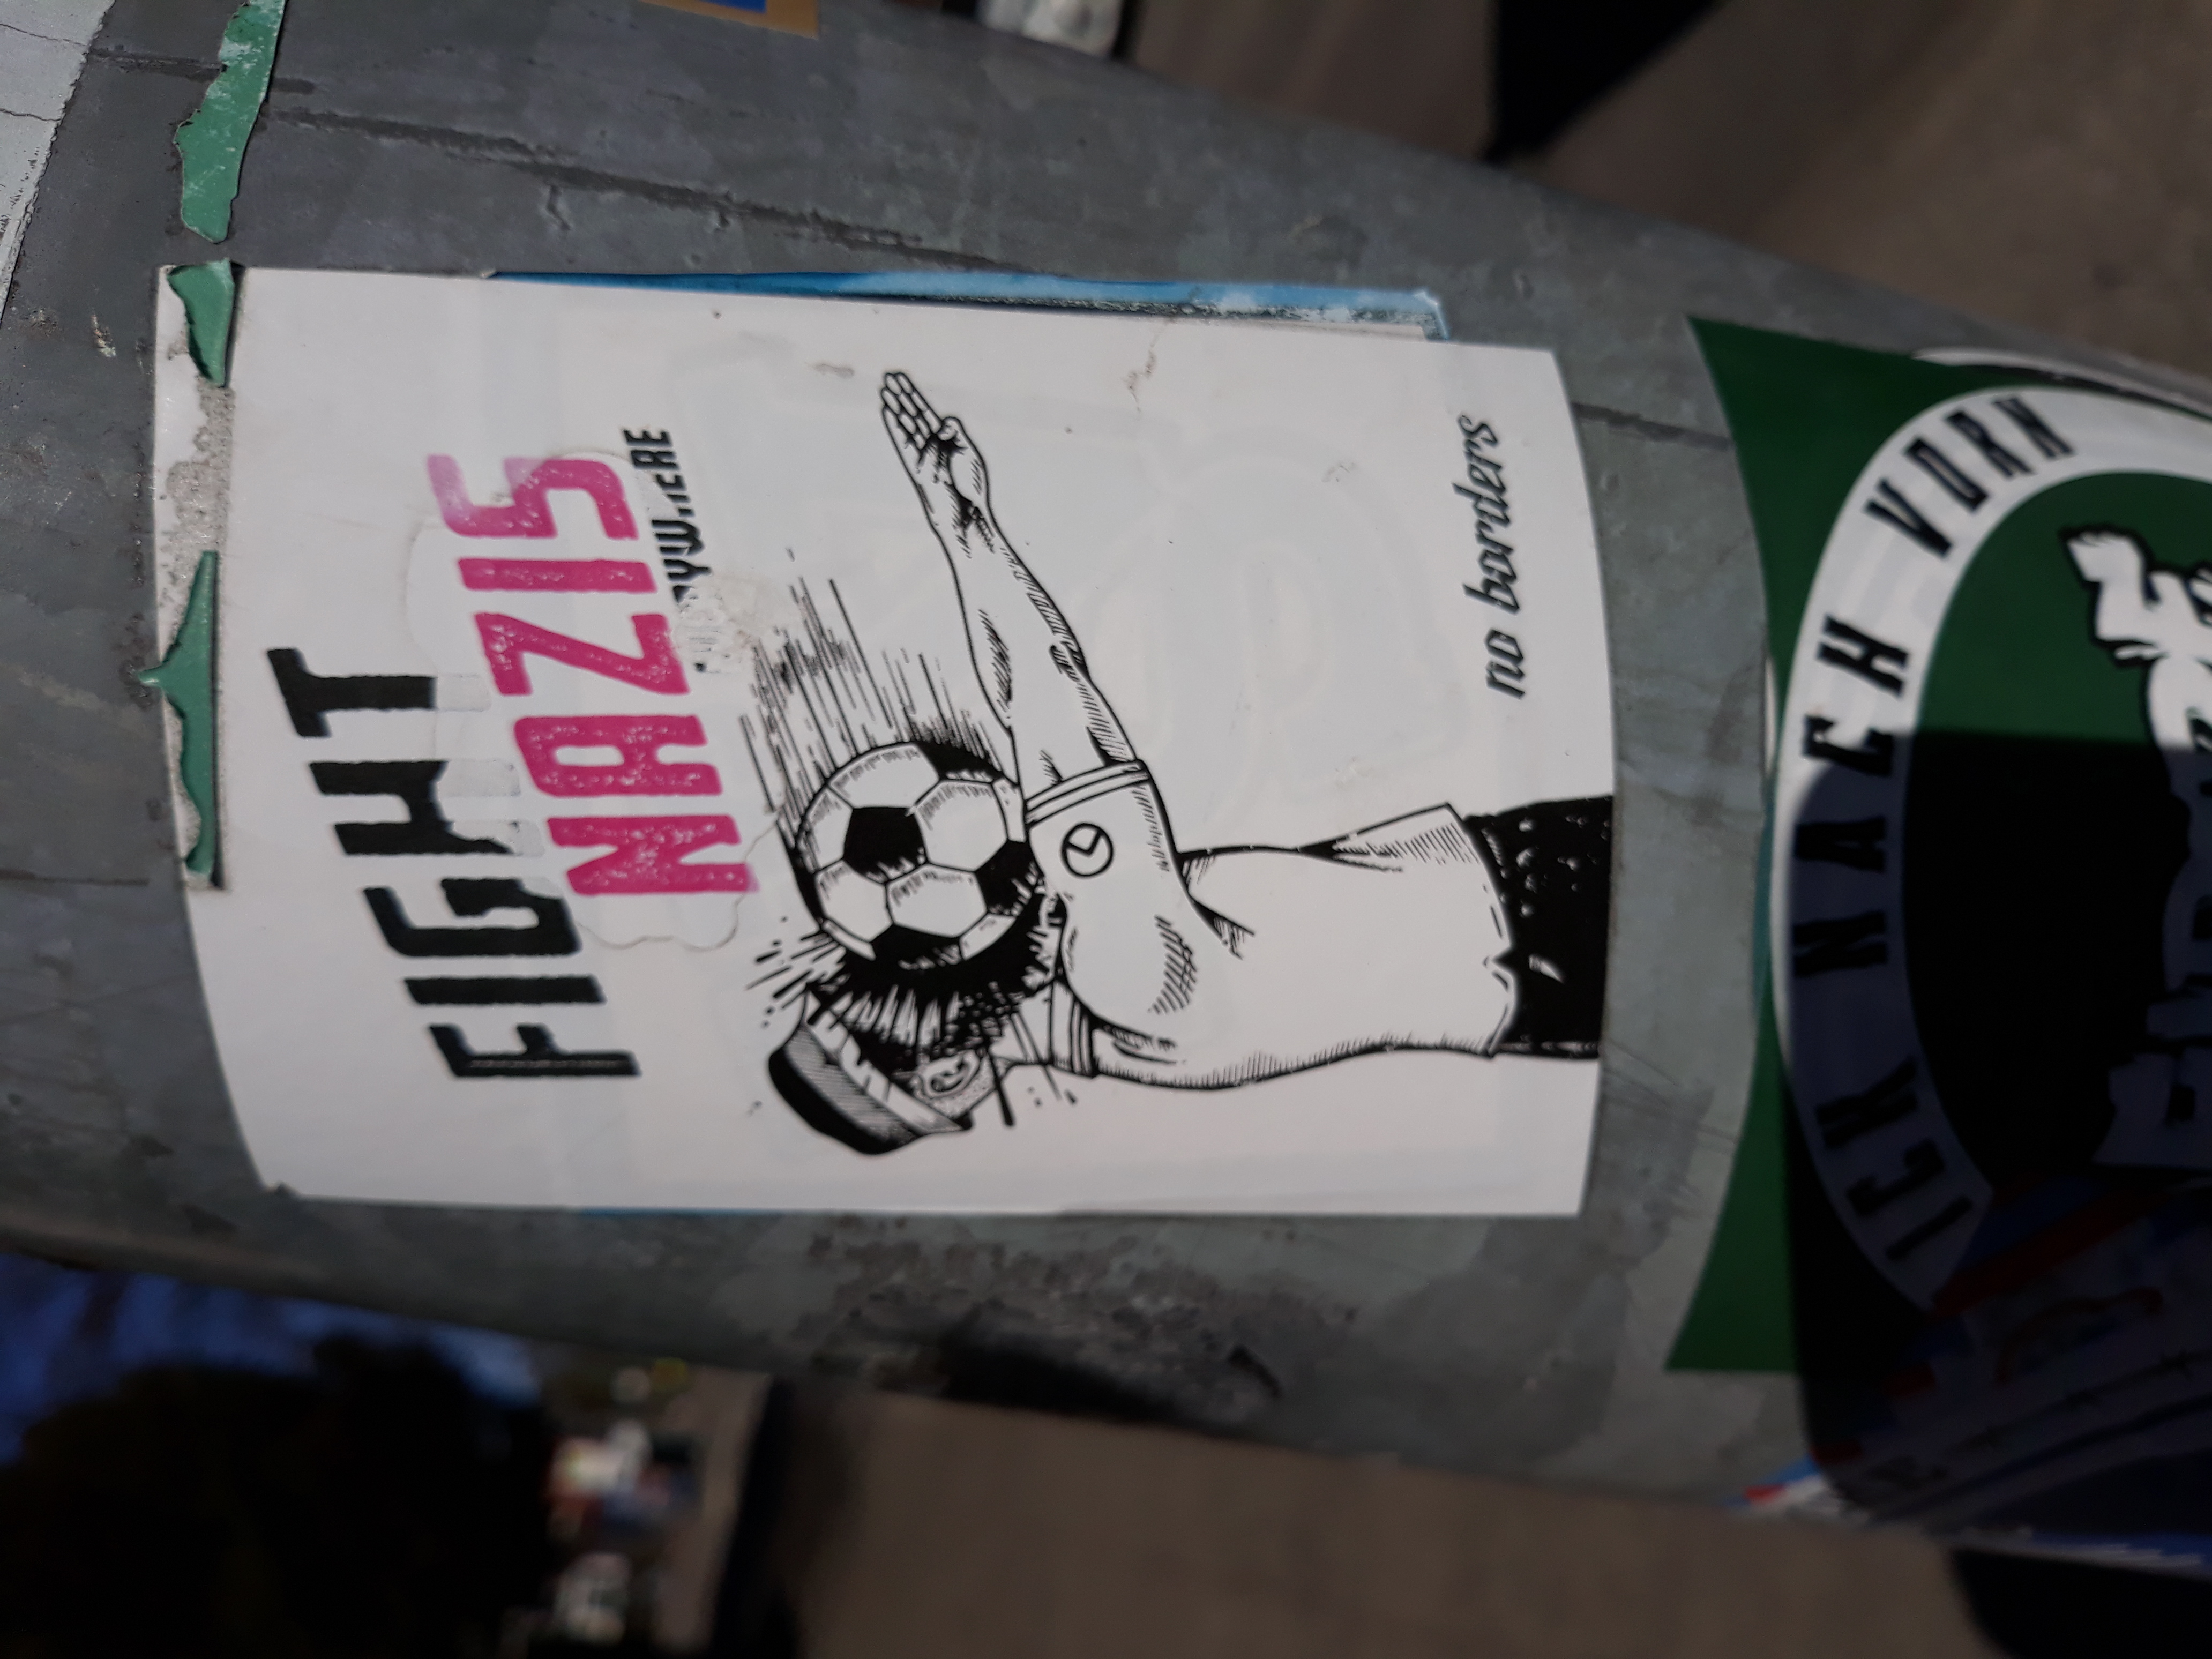 FIGHT
NAZIS
no borders
NACH VORN